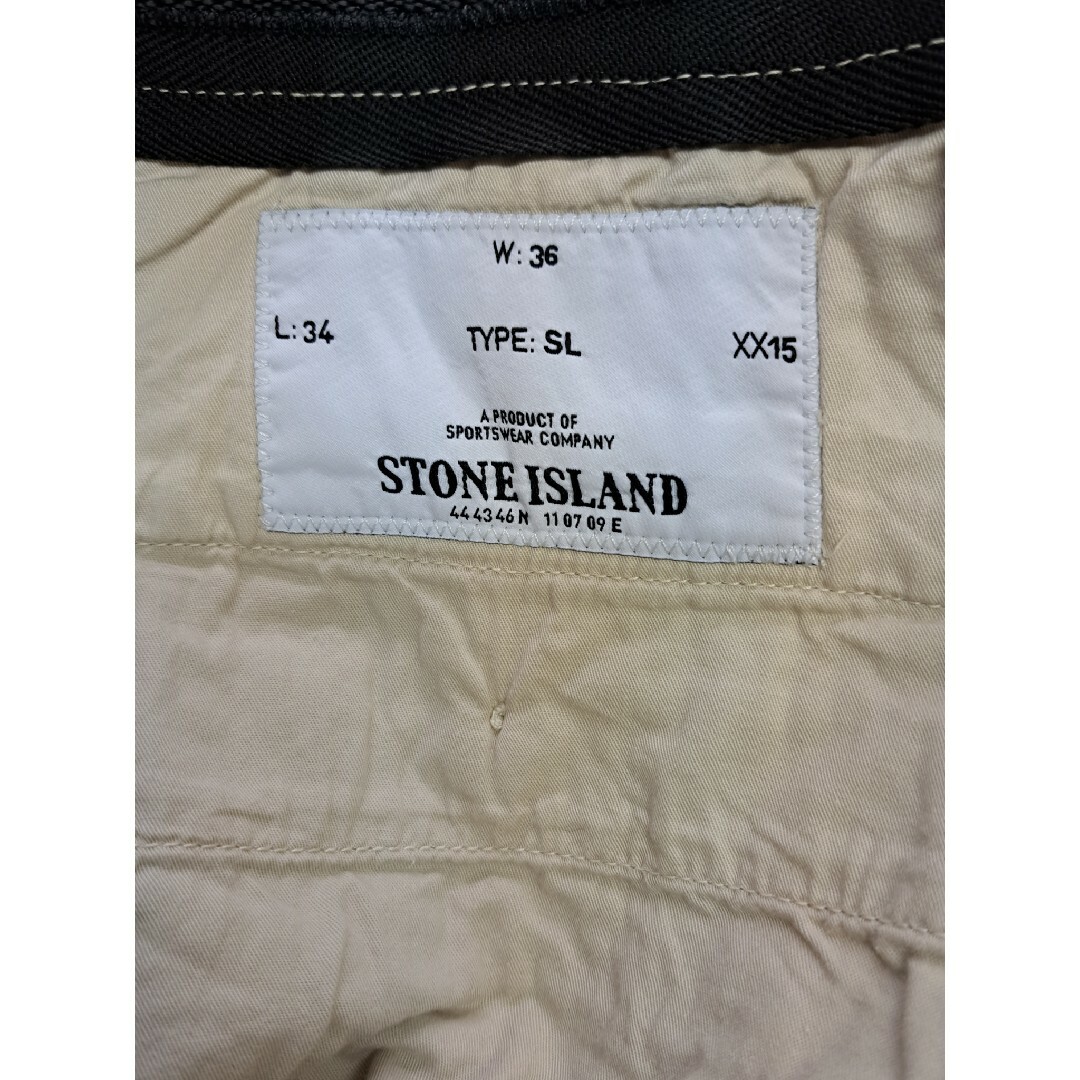 W: 36
L: 34 TYPE: SL XX15
A PRODUCT OF
SPORTSWEAR COMPANY
STONE ISLAND
44 43 46 N 11 07 09 E